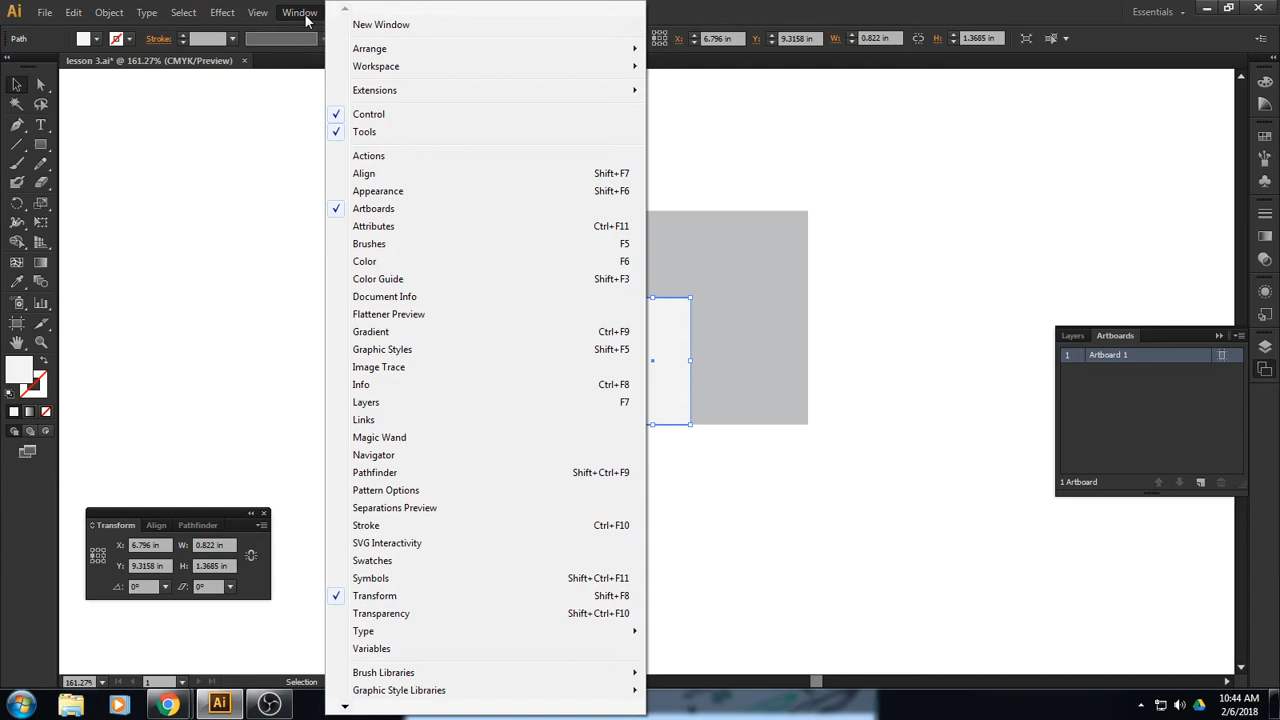 Ai File Edit Object Type Select Effect View Window Essentials
Path Stroke: X: 6.796 in Y: 9.3158 in W: 0.822 in H: 1.3685 in
lesson 3.ai* @ 161.27% (CMYK/Preview)
New Window
Arrange
Workspace
Extensions
Control
Tools
Actions
Align Shift+F7
Appearance Shift+F6
Artboards
Attributes Ctrl+F11
Brushes F5
Color F6
Color Guide Shift+F3
Document Info
Flattener Preview
Gradient Ctrl+F9
Graphic Styles Shift+F5
Image Trace
Info Ctrl+F8
Layers F7
Links
Magic Wand
Navigator
Pathfinder Shift+Ctrl+F9
Pattern Options
Separations Preview
Stroke Ctrl+F10
SVG Interactivity
Swatches
Symbols Shift+Ctrl+F11
Transform Shift+F8
Transparency Shift+Ctrl+F10
Type
Variables
Brush Libraries
Graphic Style Libraries
Layers Artboards
1 Artboard 1
1 Artboard
Transform Align Pathfinder
X: 6.796 in W: 0.822 in
Y: 9.3158 in H: 1.3685 in
0° 0°
161.27% 1 Selection
Ai
10:44 AM
2/6/2018